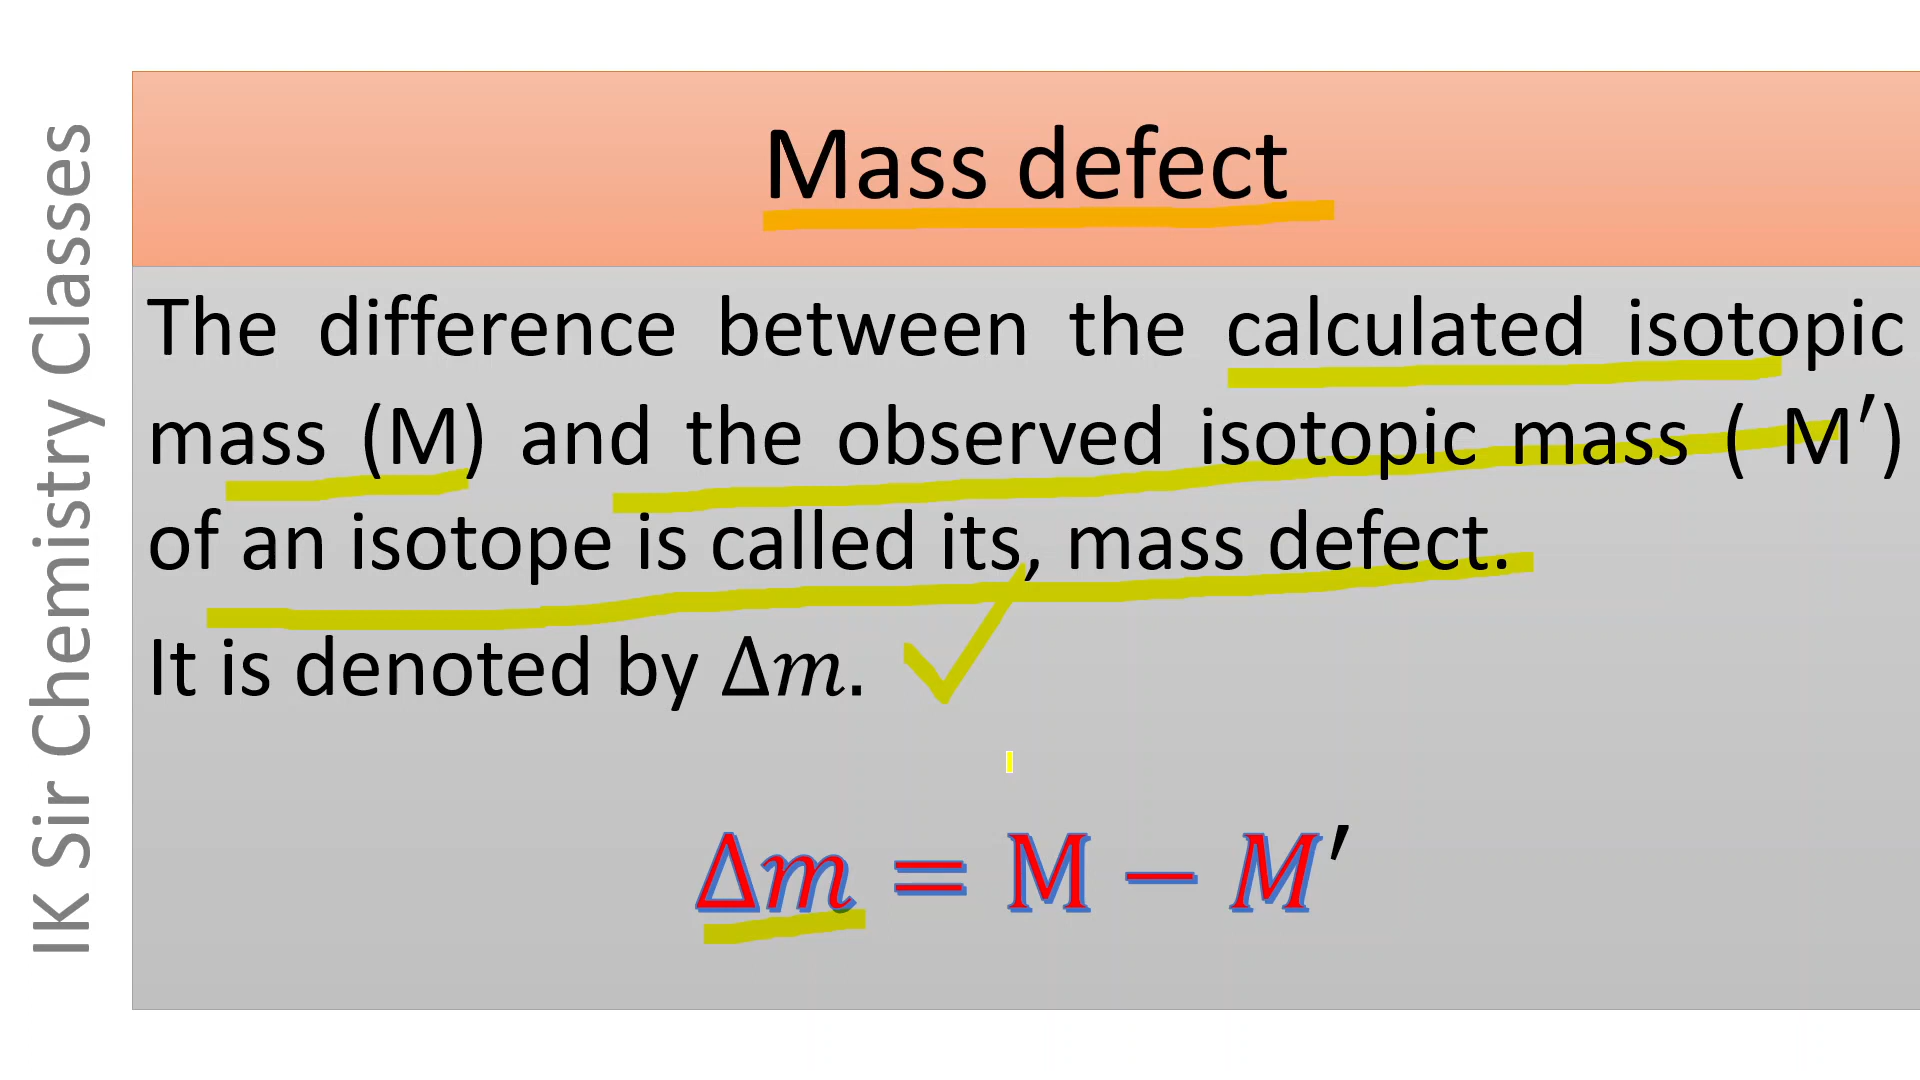 IK Sir Chemistry Classes
Mass defect
The difference between the calculated isotopic
mass (M) and the observed isotopic mass ( M′)
of an isotope is called its, mass defect.
It is denoted by Δm.
Δm = M − M′